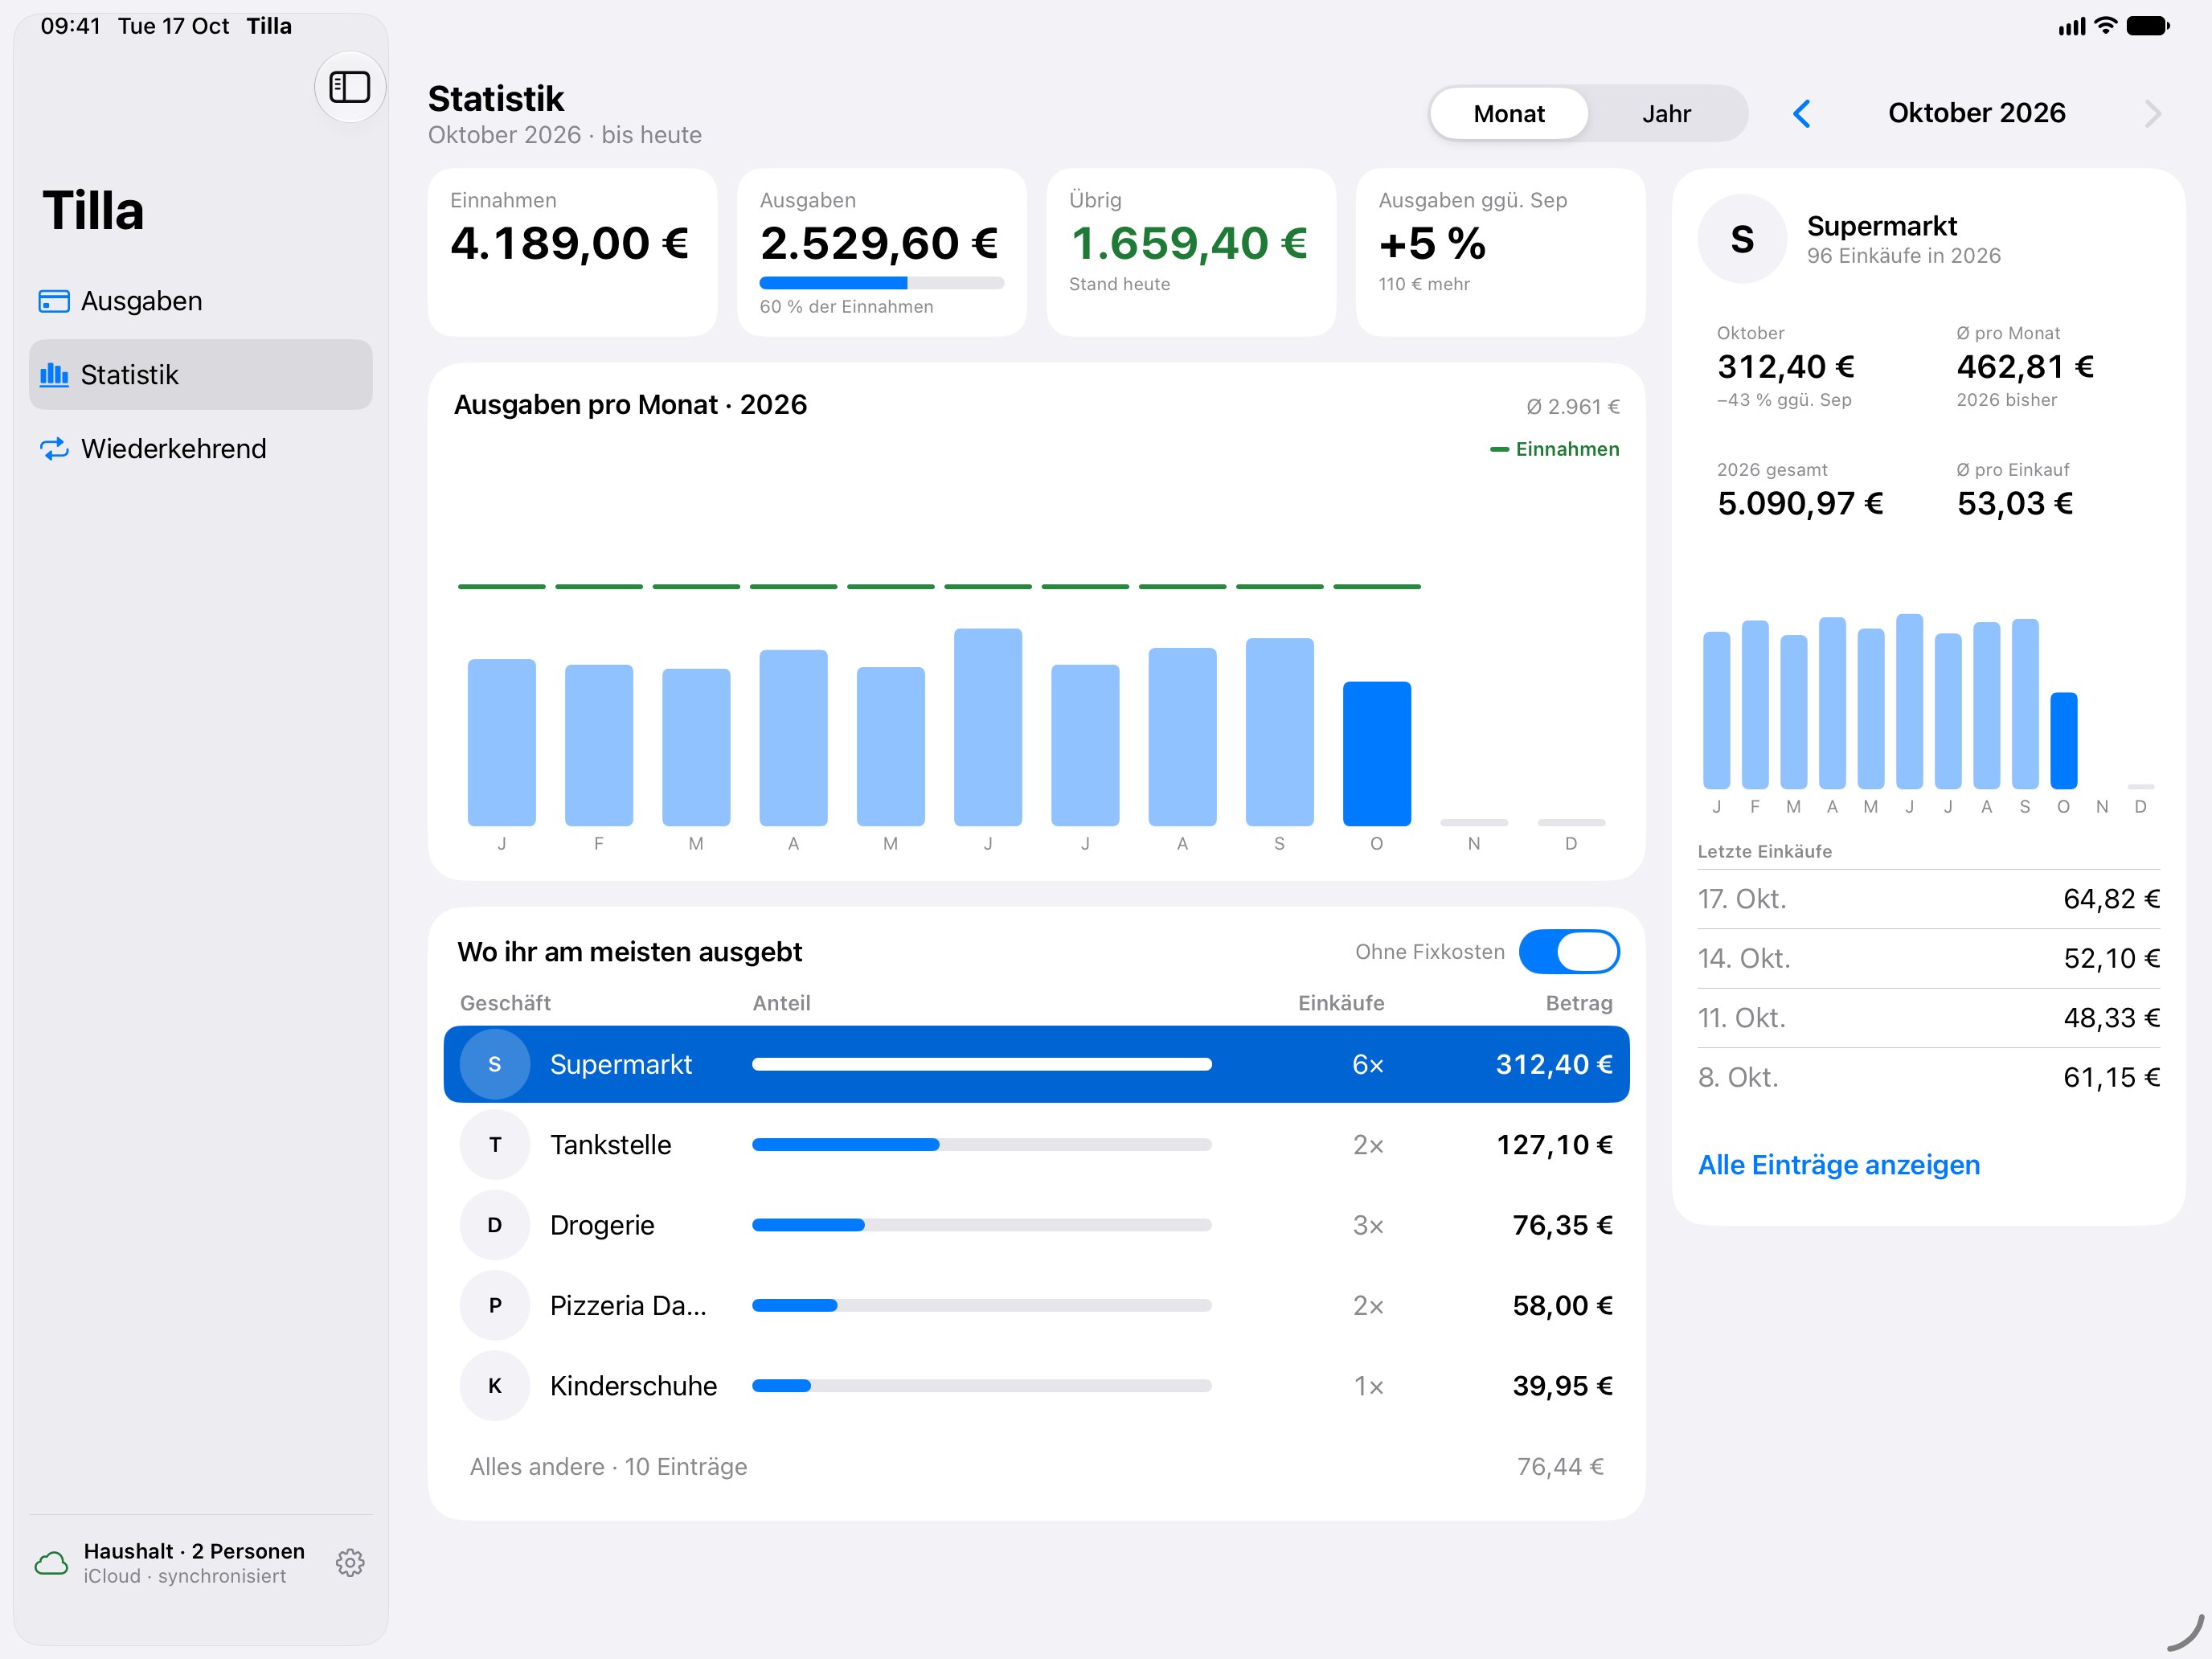 09:41 Tue 17 Oct Tilla
Tilla
Ausgaben
Statistik
Wiederkehrend
Haushalt · 2 Personen
iCloud · synchronisiert
Statistik
Oktober 2026 · bis heute
Monat
Jahr
Oktober 2026
Einnahmen
4.189,00 €
Ausgaben
2.529,60 €
60 % der Einnahmen
Übrig
1.659,40 €
Stand heute
Ausgaben ggü. Sep
+5 %
110 € mehr
Ausgaben pro Monat · 2026
Ø 2.961 €
Einnahmen
J F M A M J J A S O N D
Wo ihr am meisten ausgebt
Ohne Fixkosten
Geschäft Anteil Einkäufe Betrag
S Supermarkt 6× 312,40 €
T Tankstelle 2× 127,10 €
D Drogerie 3× 76,35 €
P Pizzeria Da... 2× 58,00 €
K Kinderschuhe 1× 39,95 €
Alles andere · 10 Einträge 76,44 €
S
Supermarkt
96 Einkäufe in 2026
Oktober
312,40 €
−43 % ggü. Sep
Ø pro Monat
462,81 €
2026 bisher
2026 gesamt
5.090,97 €
Ø pro Einkauf
53,03 €
J F M A M J J A S O N D
Letzte Einkäufe
17. Okt. 64,82 €
14. Okt. 52,10 €
11. Okt. 48,33 €
8. Okt. 61,15 €
Alle Einträge anzeigen